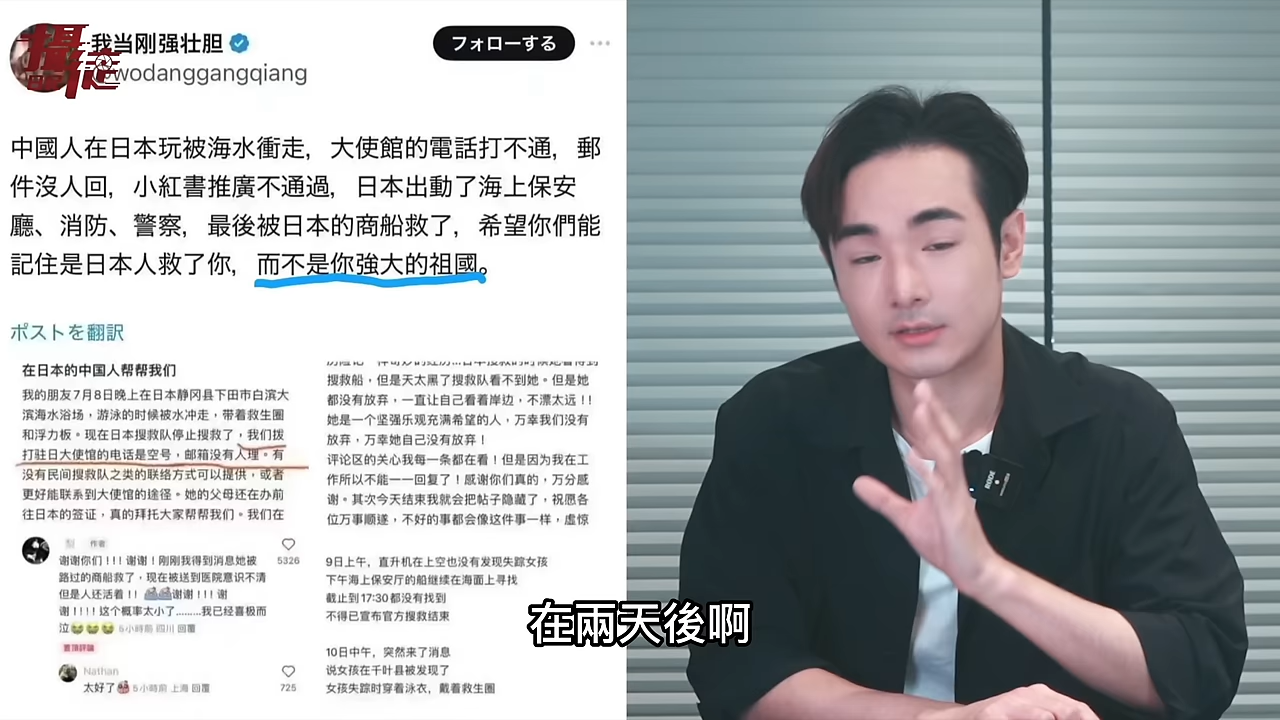 摄徒
我当刚强壮胆
@wodanggangqiang
フォローする
中國人在日本玩被海水衝走，大使館的電話打不通，郵
件沒人回，小紅書推廣不通過，日本出動了海上保安
廳、消防、警察，最後被日本的商船救了，希望你們能
記住是日本人救了你，而不是你強大的祖國。
ポストを翻訳
在日本的中国人帮帮我们
我的朋友7月8日晚上在日本静冈县下田市白滨大
滨海水浴场，游泳的时候被水冲走，带着救生圈
和浮力板。现在日本搜救队停止搜救了，我们拨
打驻日大使馆的电话是空号，邮箱没有人理。有
没有民间搜救队之类的联络方式可以提供，或者
更好能联系到大使馆的途径。她的父母还在办前
往日本的签证，真的拜托大家帮帮我们。我们在
作者
谢谢你们!!! 谢谢！刚刚我得到消息她被
路过的商船救了，现在被送到医院意识不清
但是人还活着!! 谢谢!!! 谢
谢!!!! 这个概率太小了........我已经喜极而
泣 5小時前 四川 回覆
5326
置頂評論
Nathan
太好了 5小時前 上海 回覆
725
搜救船，但是天太黑了搜救队看不到她。但是她
都没有放弃，一直让自己看着岸边，不漂太远!!
她是一个坚强乐观充满希望的人，万幸我们没有
放弃，万幸她自己没有放弃！
评论区的关心我每一条都在看！但是因为我在工
作所以不能一一回复了！感谢你们真的，万分感
谢。其次今天结束我就会把帖子隐藏了，祝愿各
位万事顺遂，不好的事都会像这件事一样，虚惊
9日上午，直升机在上空也没有发现失踪女孩
下午海上保安厅的船继续在海面上寻找
截止到17:30都没有找到
不得已宣布官方搜救结束
10日中午，突然来了消息
说女孩在千叶县被发现了
女孩失踪时穿着泳衣，戴着救生圈
RODE
在兩天後啊